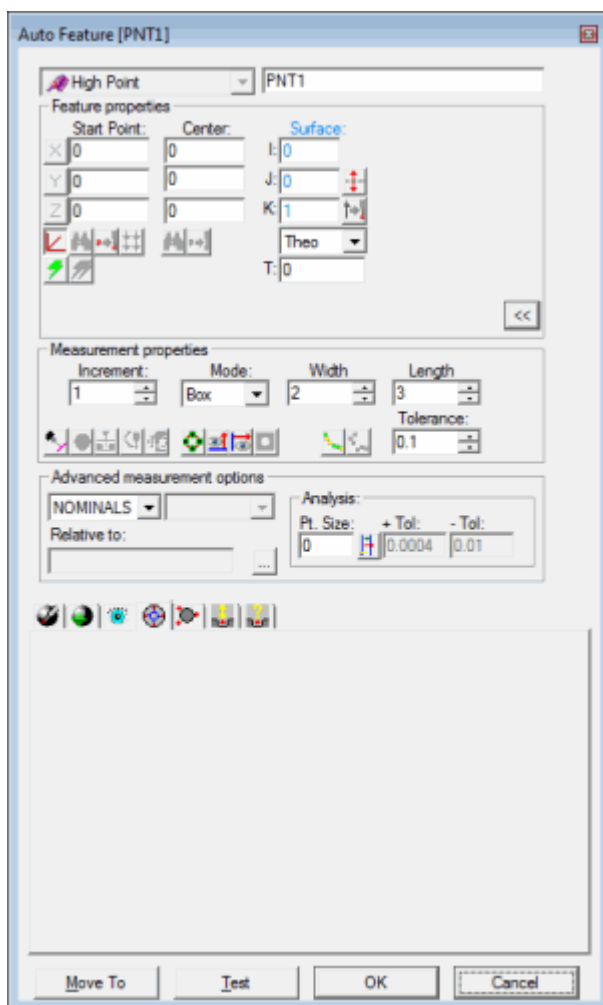 Auto Feature [PNT1]
High Point PNT1
Feature properties
Start Point: Center: Surface:
X 0 0 I: 0
Y 0 0 J: 0
Z 0 0 K: 1
Theo
T: 0
<<
Measurement properties
Increment: Mode: Width Length
1 Box 2 3
Tolerance:
0.1
Advanced measurement options
NOMINALS
Analysis:
Relative to: Pt. Size: + Tol: - Tol:
0 0.0004 0.01
...
Move To Test OK Cancel